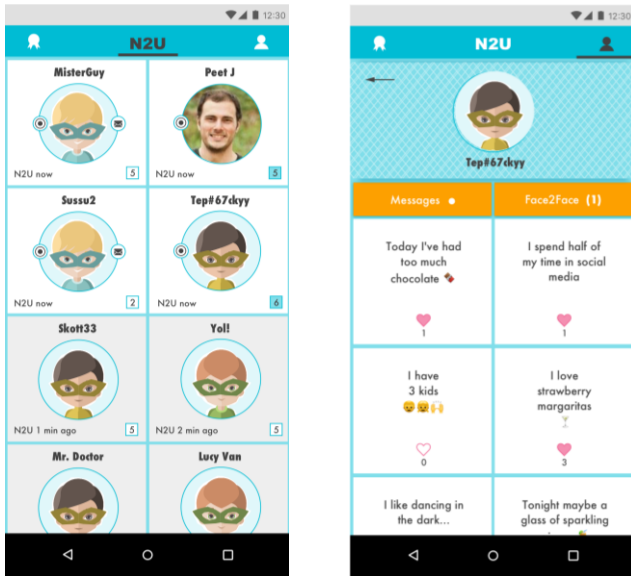 12:30
N2U
MisterGuy
Peet J
N2U now
5
N2U now
5
Sussu2
Tep#67ckyy
N2U now
2
N2U now
6
Skott33
Yol!
N2U 1 min ago
5
N2U 2 min ago
5
Mr. Doctor
Lucy Van
12:30
N2U
Tep#67ckyy
Messages
Face2Face (1)
Today I've had
too much
chocolate 🍫
1
I spend half of
my time in social
media
1
I have
3 kids
0
I love
strawberry
margaritas
🍸
3
I like dancing in
the dark...
Tonight maybe a
glass of sparkling